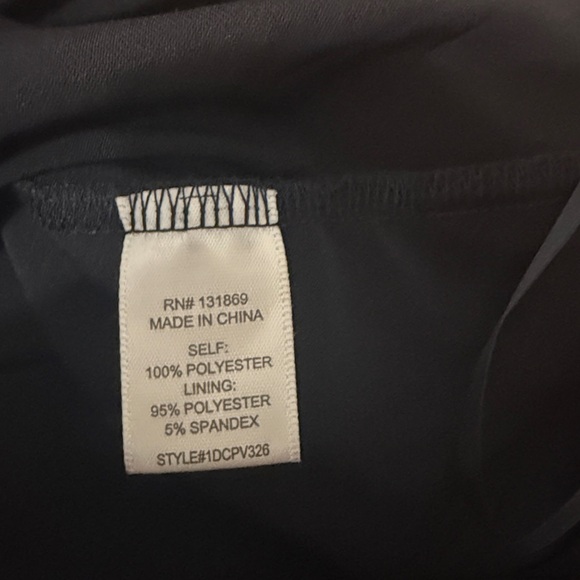 RN# 131869
MADE IN CHINA
SELF:
100% POLYESTER
LINING:
95% POLYESTER
5% SPANDEX
STYLE#1DCPV326